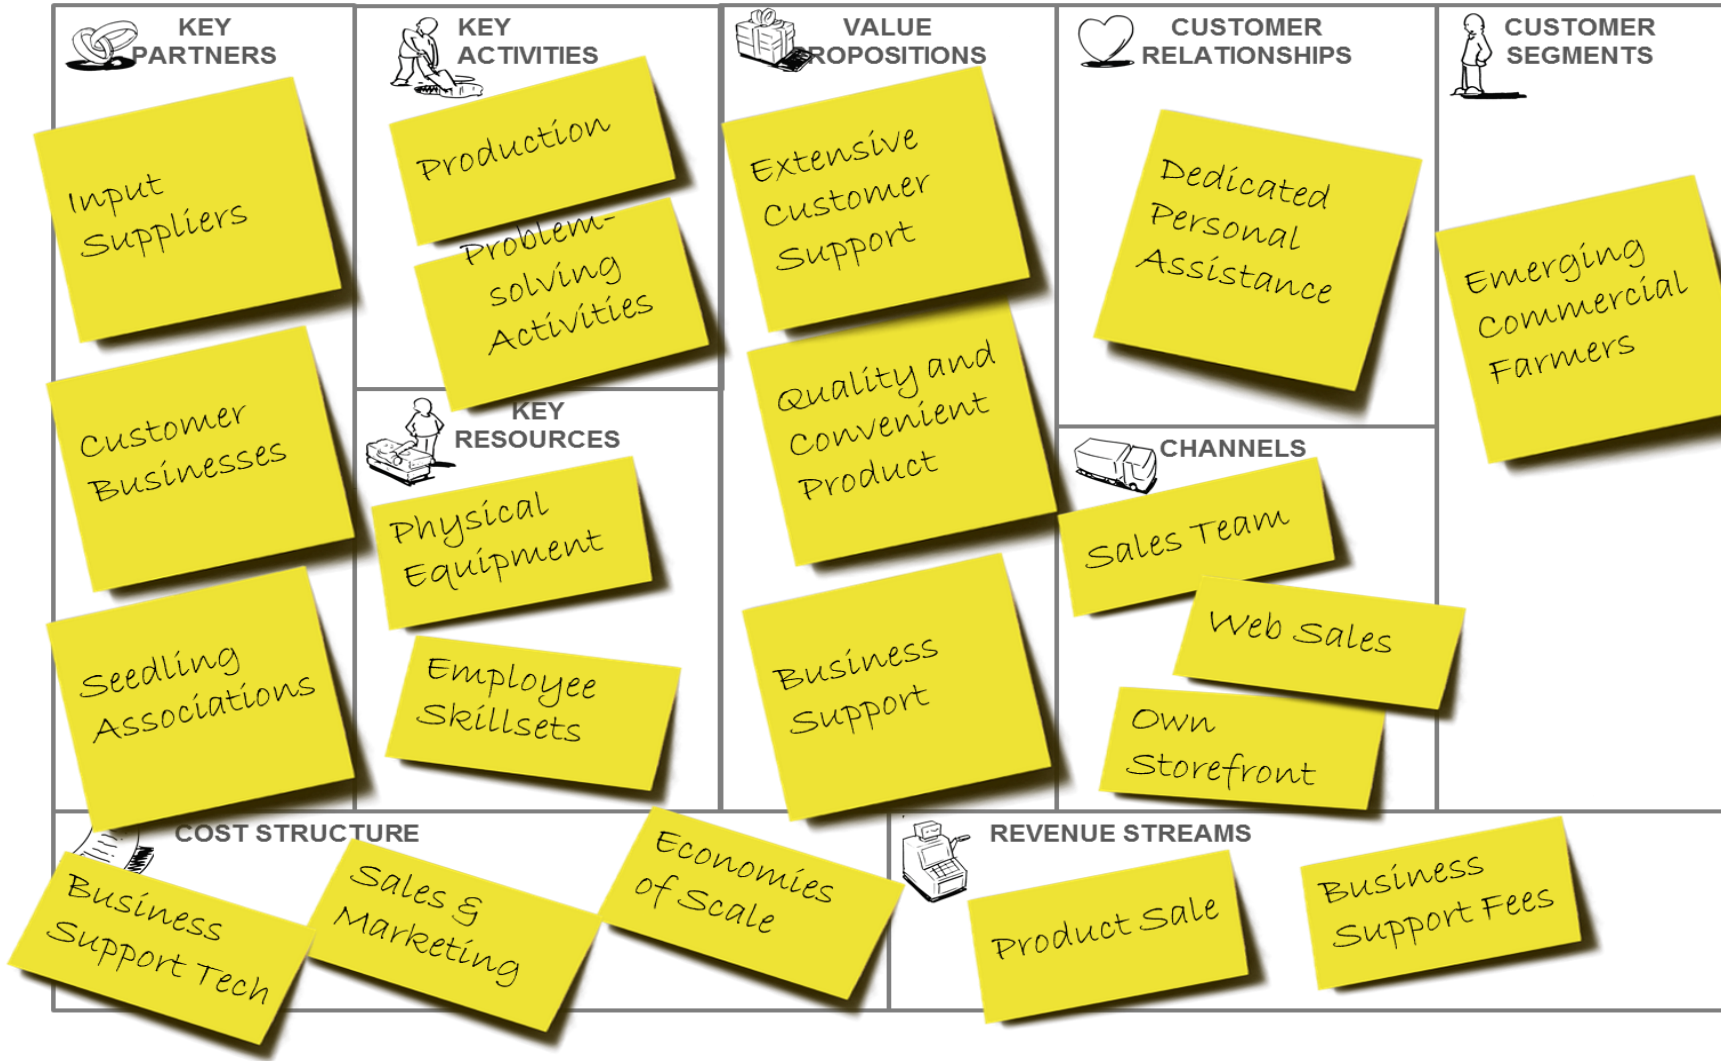 KEY
PARTNERS
Input
Suppliers
Customer
Businesses
Seedling
Associations
KEY
ACTIVITIES
Production
Problem-
solving
Activities
KEY
RESOURCES
Physical
Equipment
Employee
Skillsets
VALUE
ROPOSITIONS
Extensive
Customer
Support
Quality and
Convenient
Product
Business
Support
CUSTOMER
RELATIONSHIPS
Dedicated
Personal
Assistance
CHANNELS
Sales Team
Web Sales
Own
Storefront
CUSTOMER
SEGMENTS
Emerging
Commercial
Farmers
COST STRUCTURE
Business
Support Tech
Sales &
Marketing
Economies
of Scale
REVENUE STREAMS
Product Sale
Business
Support Fees